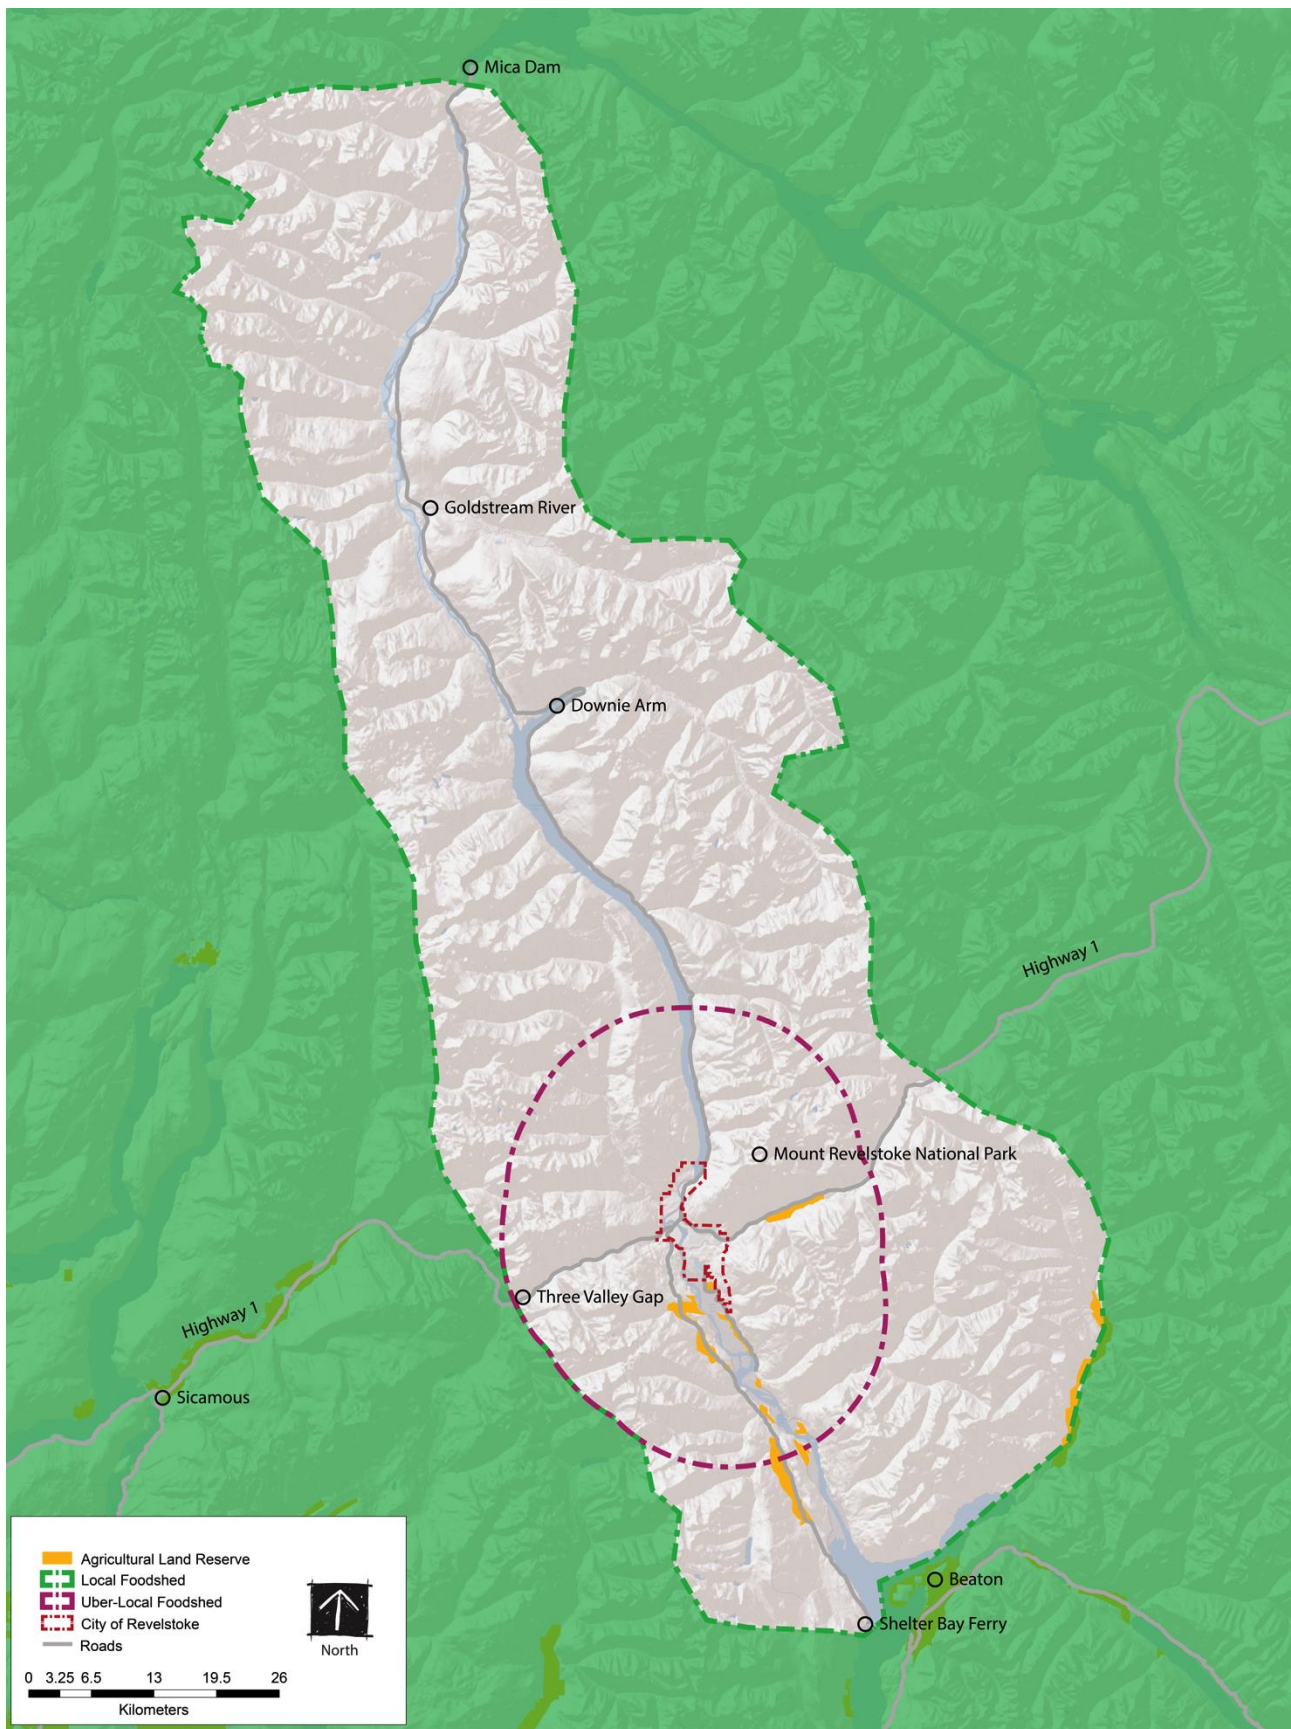 Mica Dam
Goldstream River
Downie Arm
Highway 1
Mount Revelstoke National Park
Three Valley Gap
Highway 1
Sicamous
Beaton
Shelter Bay Ferry
Agricultural Land Reserve
Local Foodshed
Uber-Local Foodshed
City of Revelstoke
Roads
North
0 3.25 6.5 13 19.5 26
Kilometers